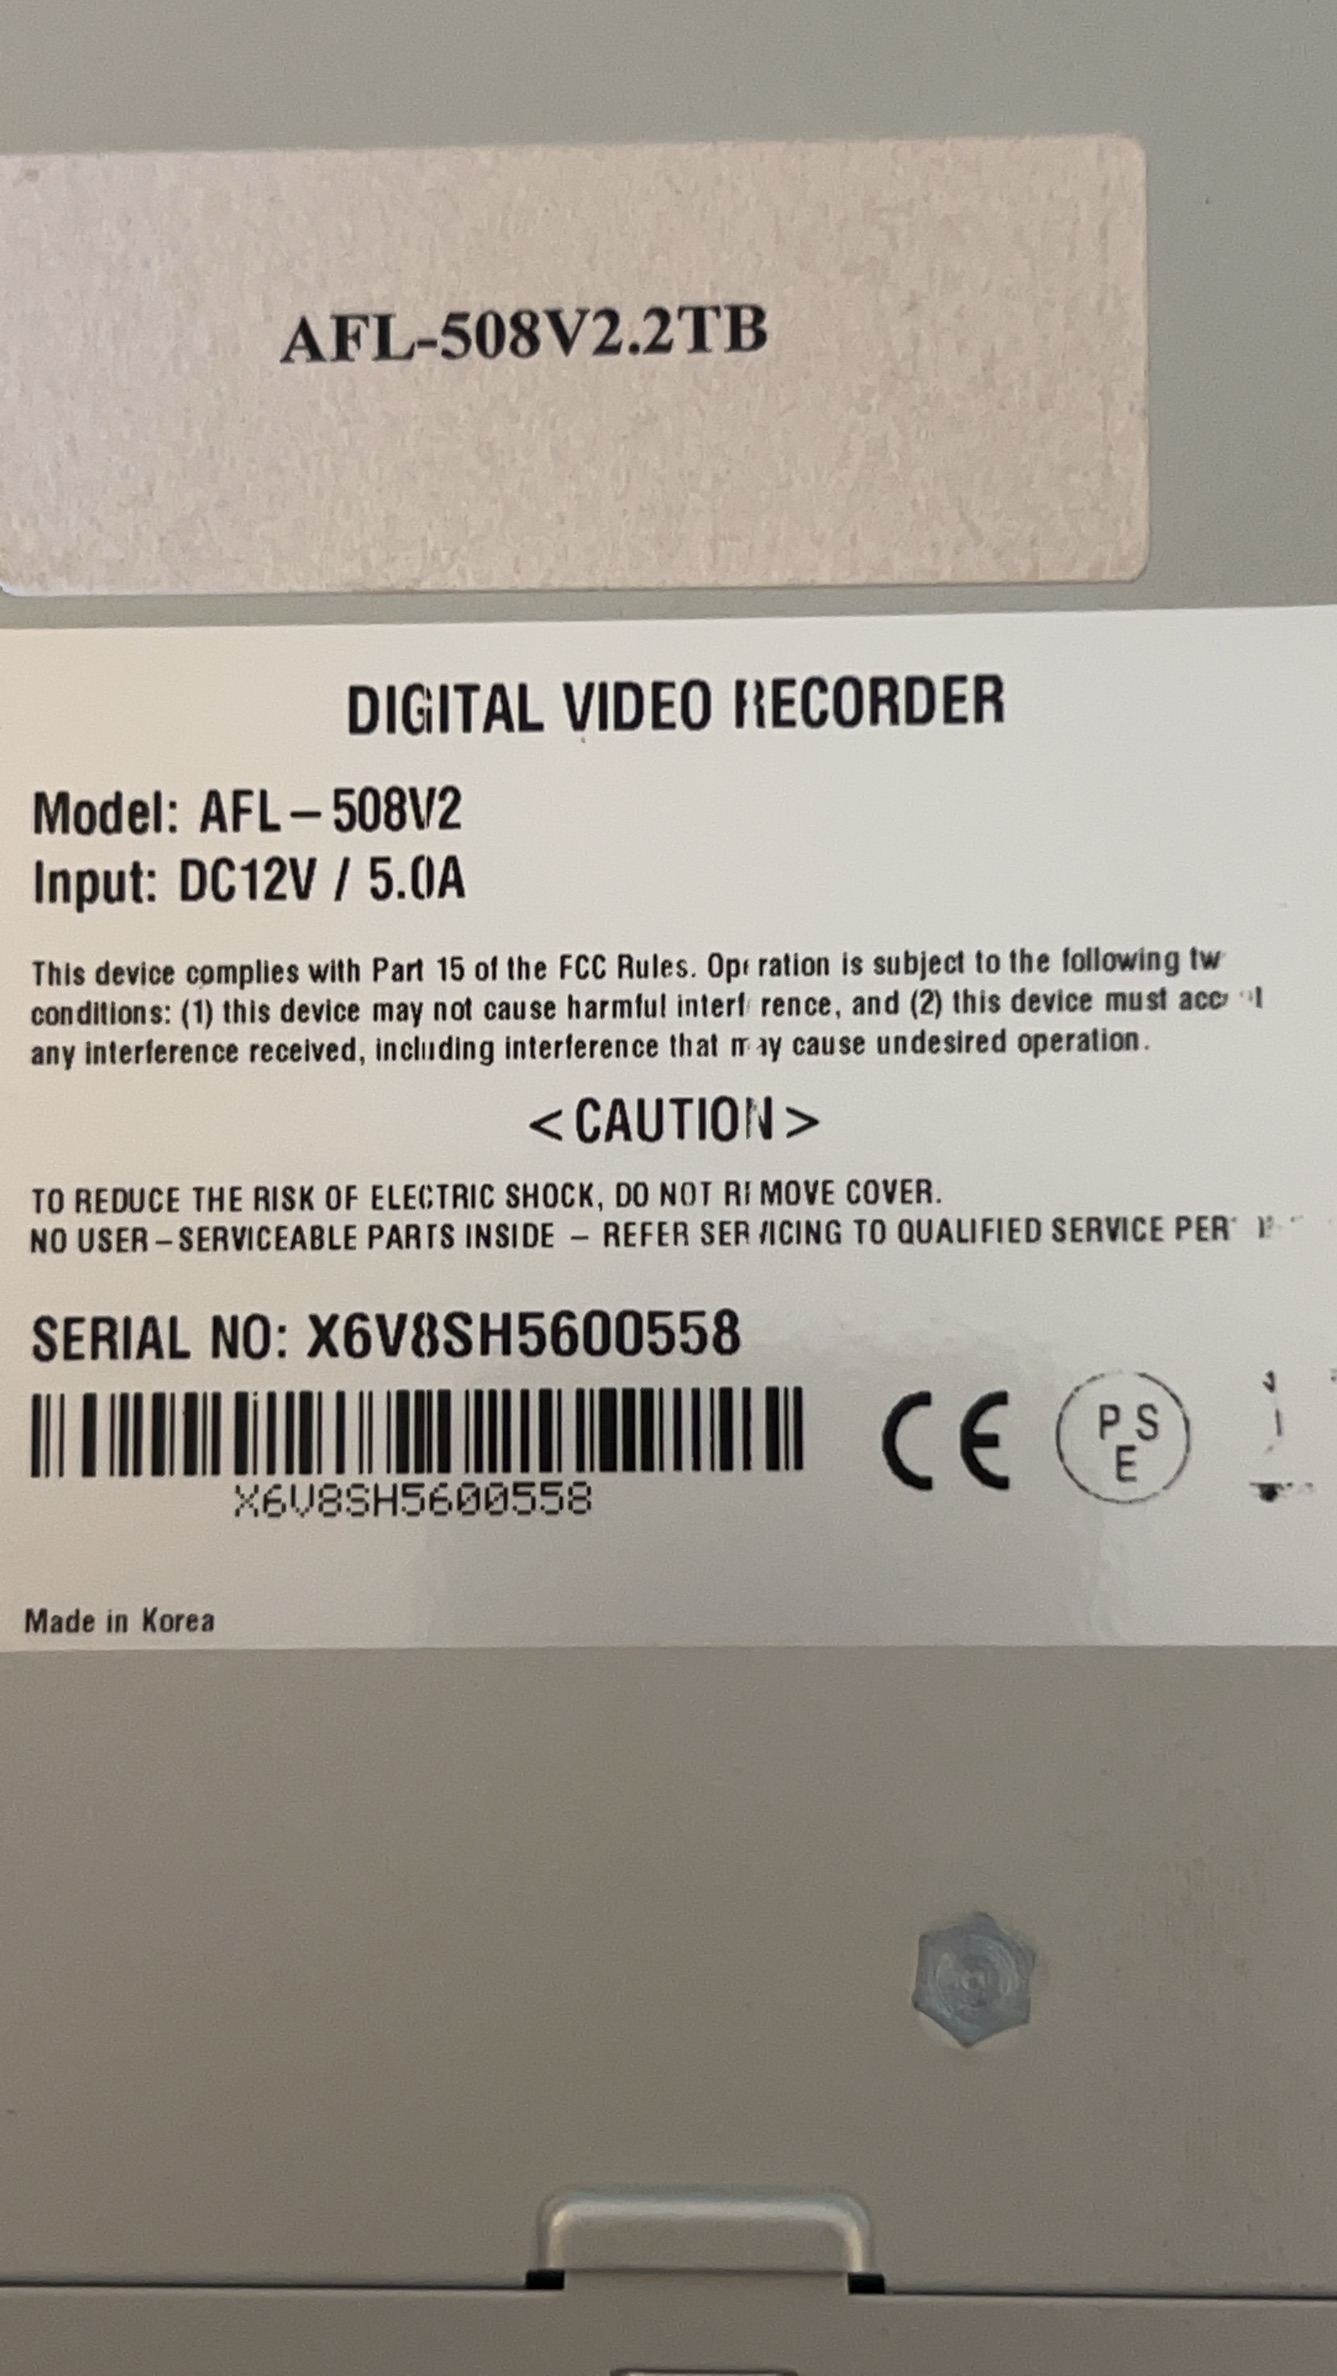 AFL-508V2.2TB
DIGITAL VIDEO RECORDER
Model: AFL-508V2
Input: DC12V / 5.0A
This device complies with Part 15 of the FCC Rules. Operation is subject to the following
conditions: (1) this device may not cause harmful interference, and (2) this device must
any interference received, including interference that may cause undesired operation.
<CAUTION>
TO REDUCE THE RISK OF ELECTRIC SHOCK, DO NOT REMOVE COVER.
NO USER-SERVICEABLE PARTS INSIDE - REFER SERVICING TO QUALIFIED SERVICE
SERIAL NO: X6V8SH5600558
X6V8SH5600558
CE
PSE
Made in Korea